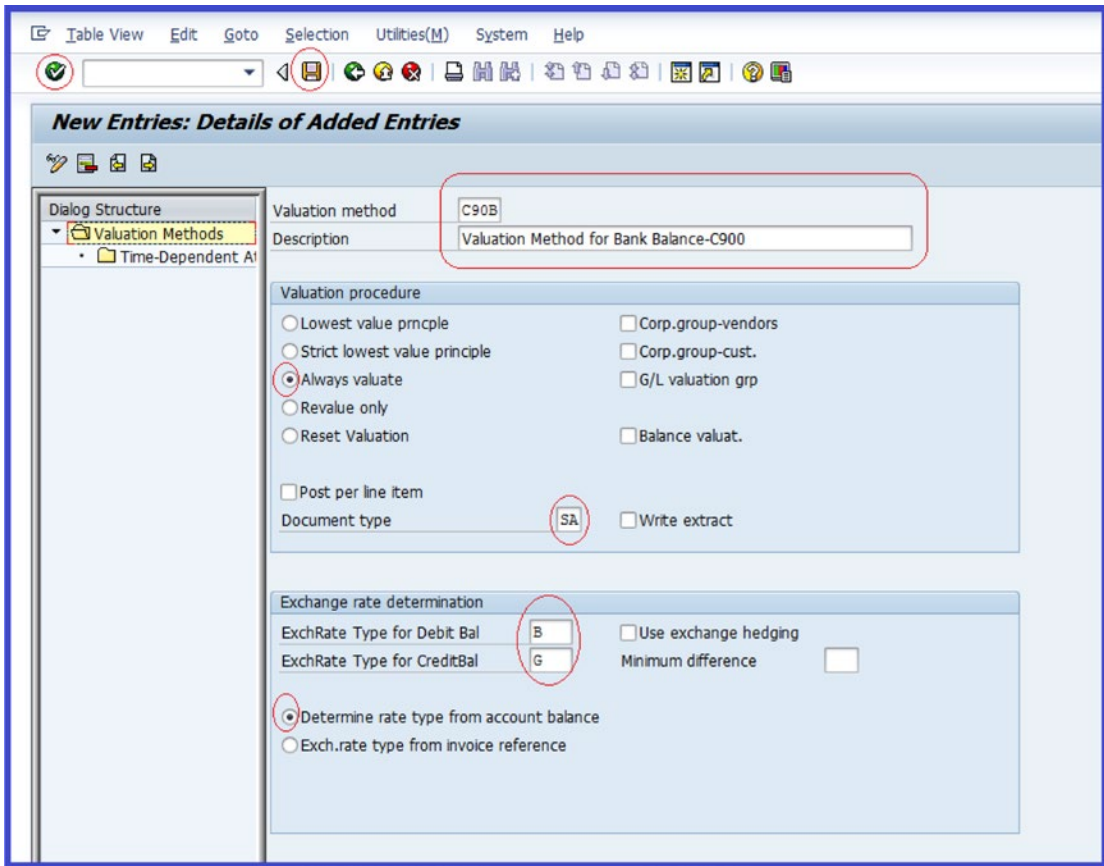 Table View Edit Goto Selection Utilities(M) System Help
New Entries: Details of Added Entries
Dialog Structure
Valuation Methods
Time-Dependent At
Valuation method C90B
Description Valuation Method for Bank Balance-C900
Valuation procedure
Lowest value prncple Corp.group-vendors
Strict lowest value principle Corp.group-cust.
Always valuate G/L valuation grp
Revalue only
Reset Valuation Balance valuat.
Post per line item
Document type SA Write extract
Exchange rate determination
ExchRate Type for Debit Bal B Use exchange hedging
ExchRate Type for CreditBal G Minimum difference
Determine rate type from account balance
Exch.rate type from invoice reference